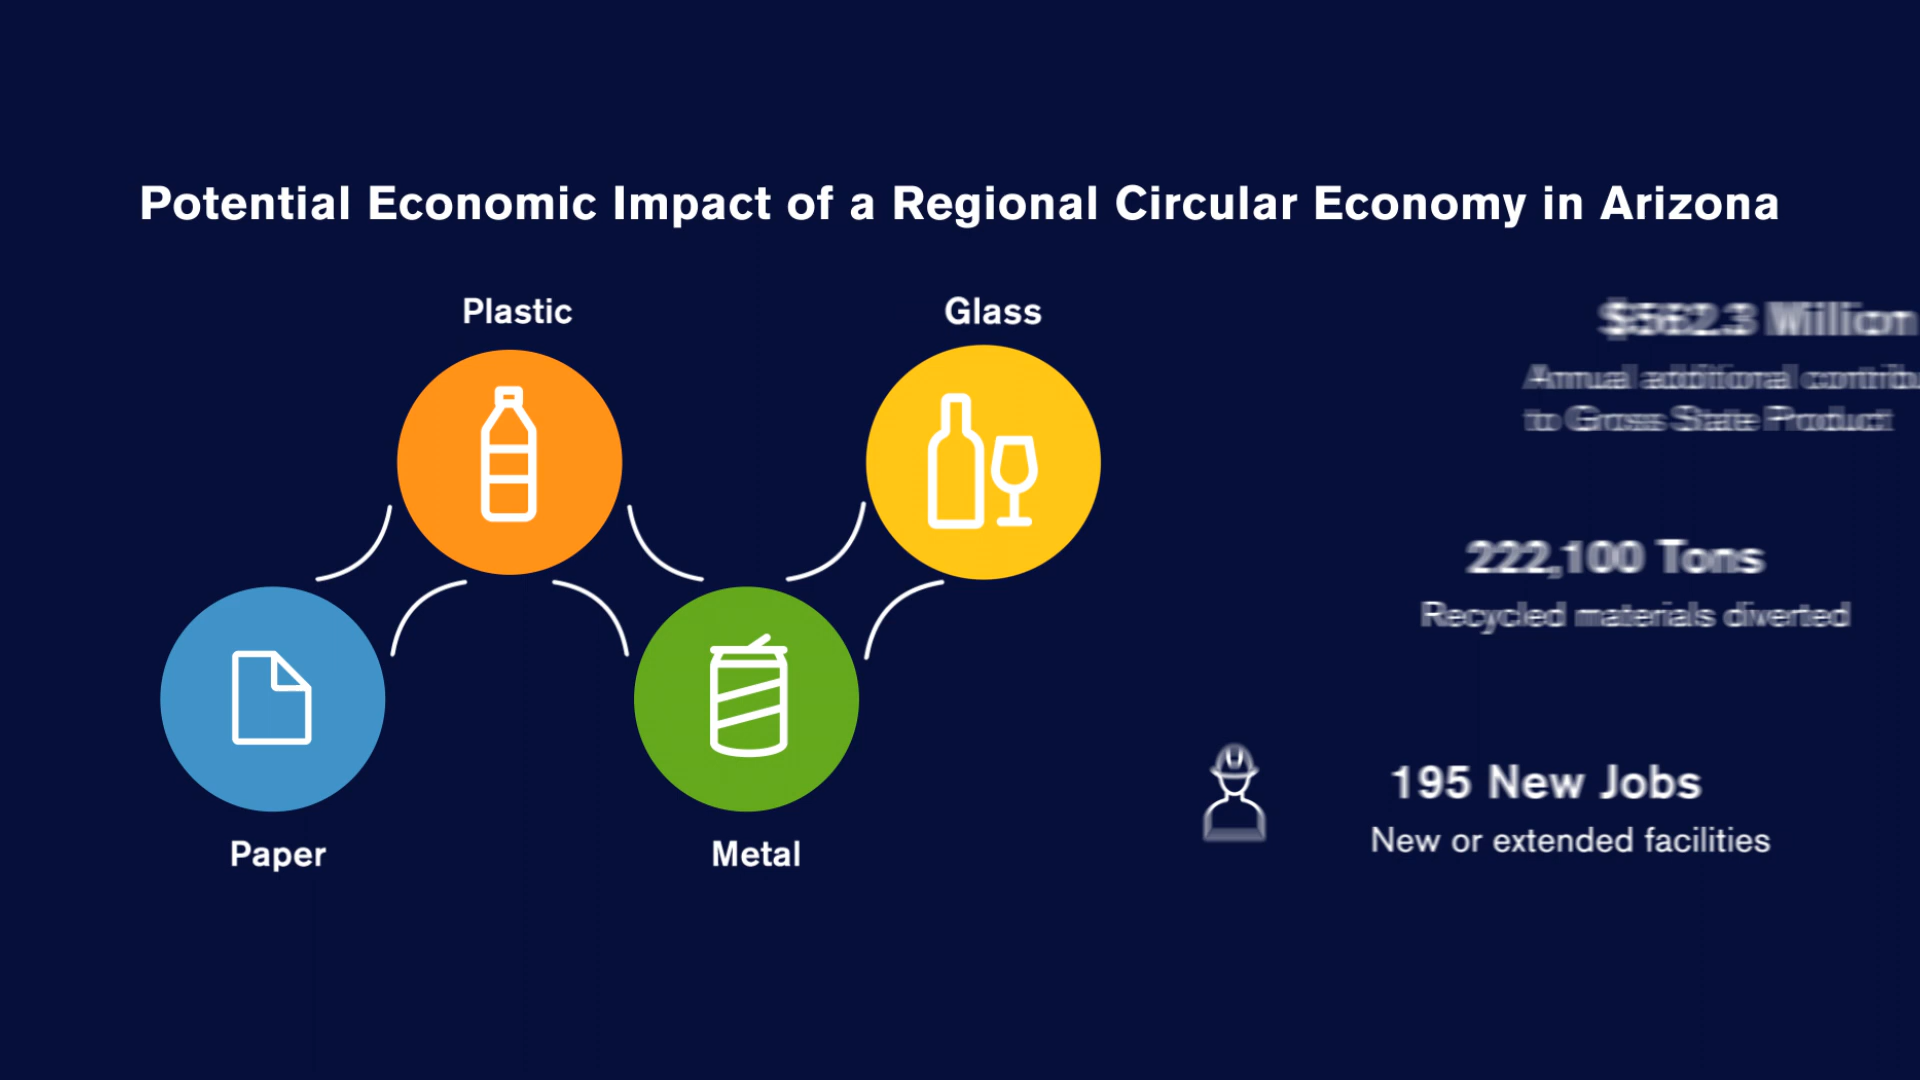 Potential Economic Impact of a Regional Circular Economy in Arizona
Plastic
Glass
Paper
Metal
Million
Annual additional
to Gross State Product
222,100 Tons
Recycled materials diverted
195 New Jobs
New or extended facilities